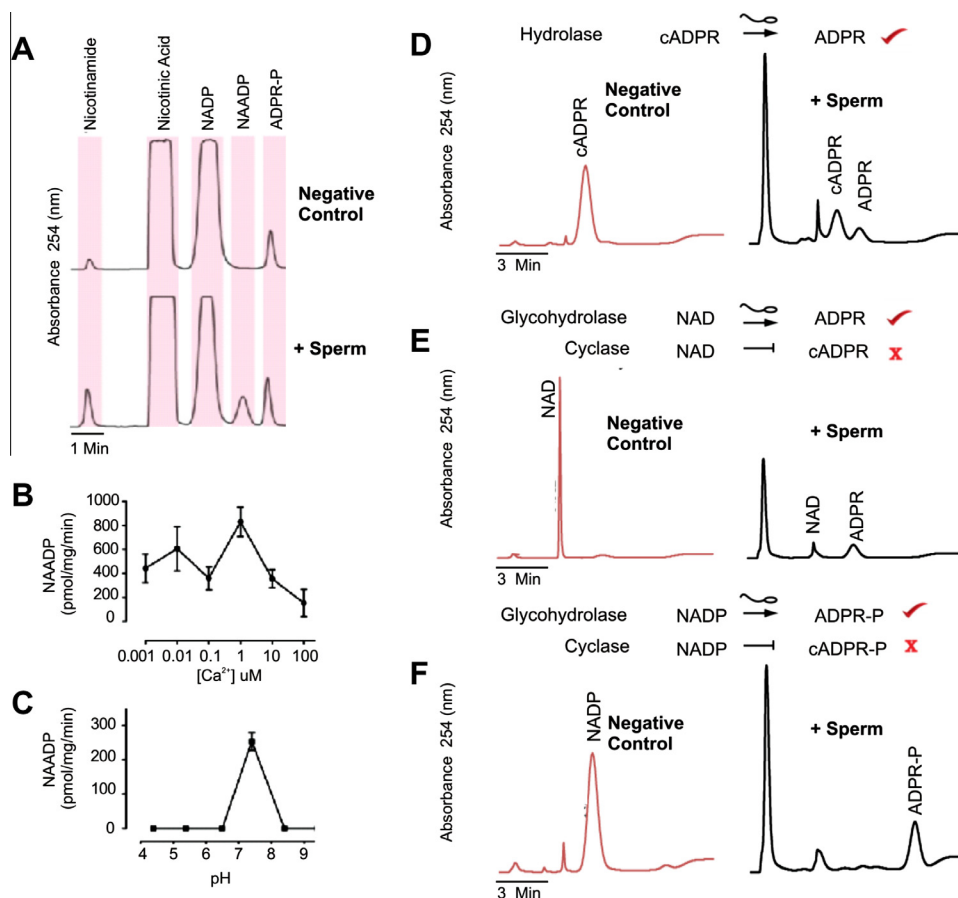 A
Nicotinamide
Nicotinic Acid
NADP
NAADP
ADPR-P
Absorbance 254 (nm)
Negative
Control
+ Sperm
1 Min
B
NAADP
(pmol/mg/min)
1000
800
600
400
200
0
0.001 0.01 0.1 1 10 100
[Ca²⁺] uM
C
NAADP
(pmol/mg/min)
300
200
100
0
4 5 6 7 8 9
pH
D
Hydrolase cADPR ADPR
Absorbance 254 (nm)
Negative
Control
cADPR
3 Min
+ Sperm
cADPR
ADPR
E
Glycohydrolase NAD ADPR
Cyclase NAD cADPR X
Absorbance 254 (nm)
NAD
Negative
Control
3 Min
+ Sperm
NAD
ADPR
F
Glycohydrolase NADP ADPR-P
Cyclase NADP cADPR-P X
Absorbance 254 (nm)
NADP
Negative
Control
3 Min
+ Sperm
ADPR-P